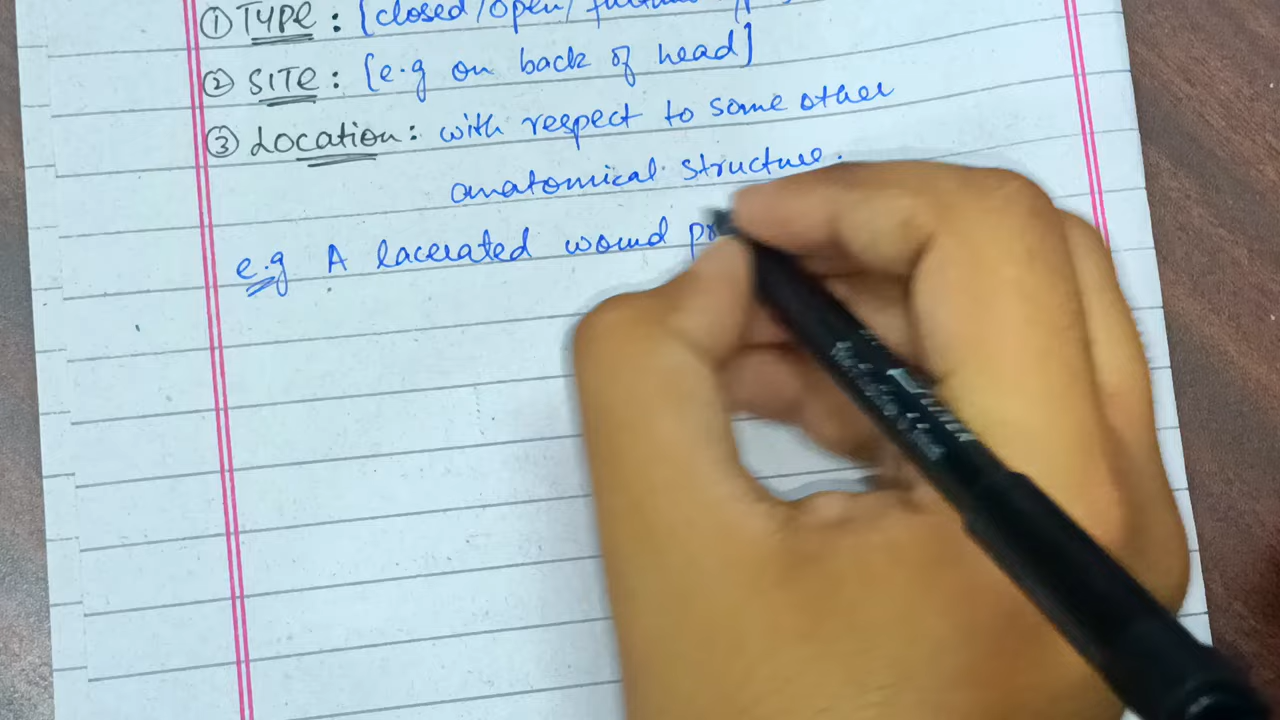 ① TYPE : [closed/open/
② SITE : [e.g on back of head]
③ Location : with respect to some other
anatomical structure.
e.g A lacerated wound